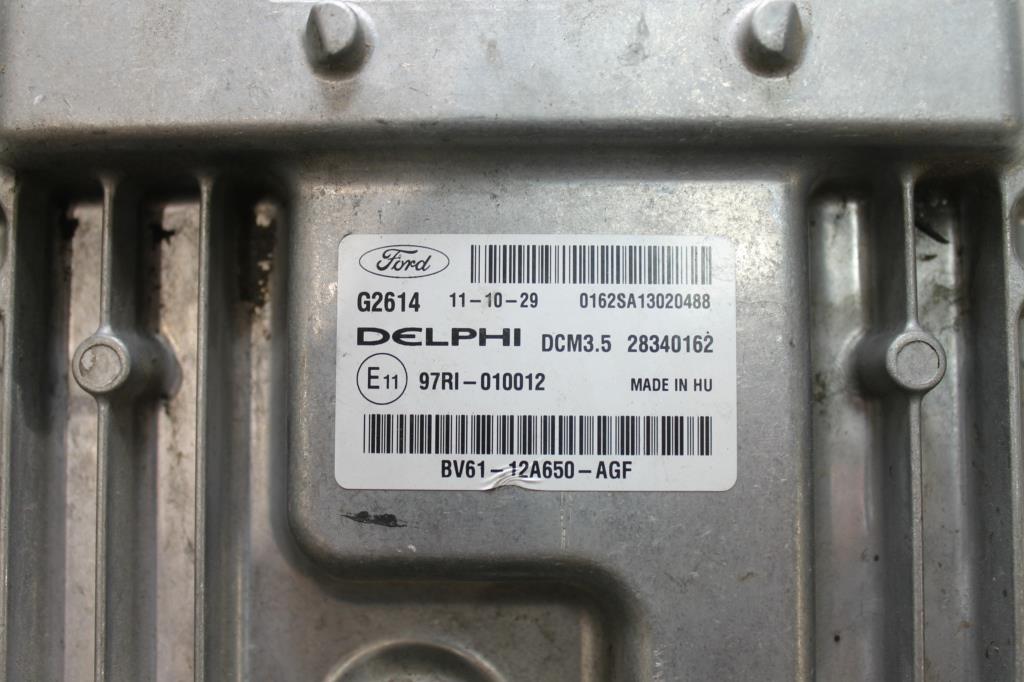 Ford
G2614 11-10-29 0162SA13020488
DELPHI DCM3.5 28340162
E11 97RI-010012 MADE IN HU
BV61-12A650-AGF